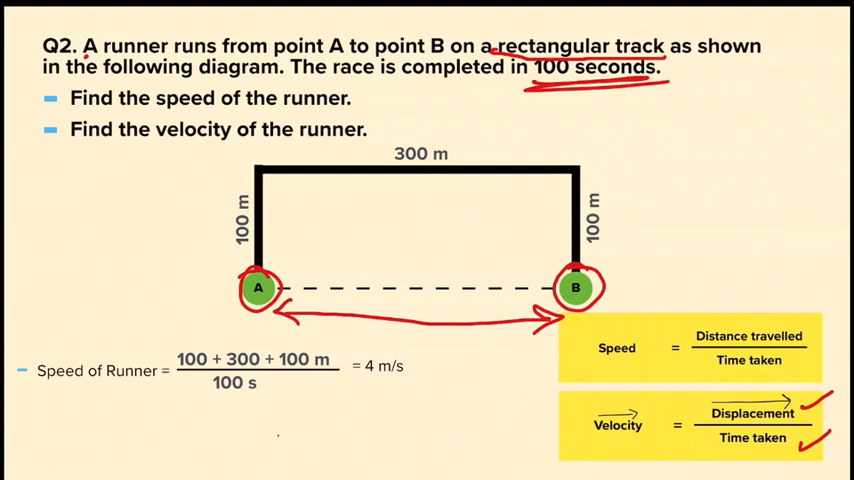 Q2. A runner runs from point A to point B on a rectangular track as shown
in the following diagram. The race is completed in 100 seconds.
Find the speed of the runner.
Find the velocity of the runner.
300 m
100 m
100 m
A
B
Speed = Distance travelled
Time taken
Speed of Runner = 100 + 300 + 100 m = 4 m/s
100 s
Velocity = Displacement
Time taken